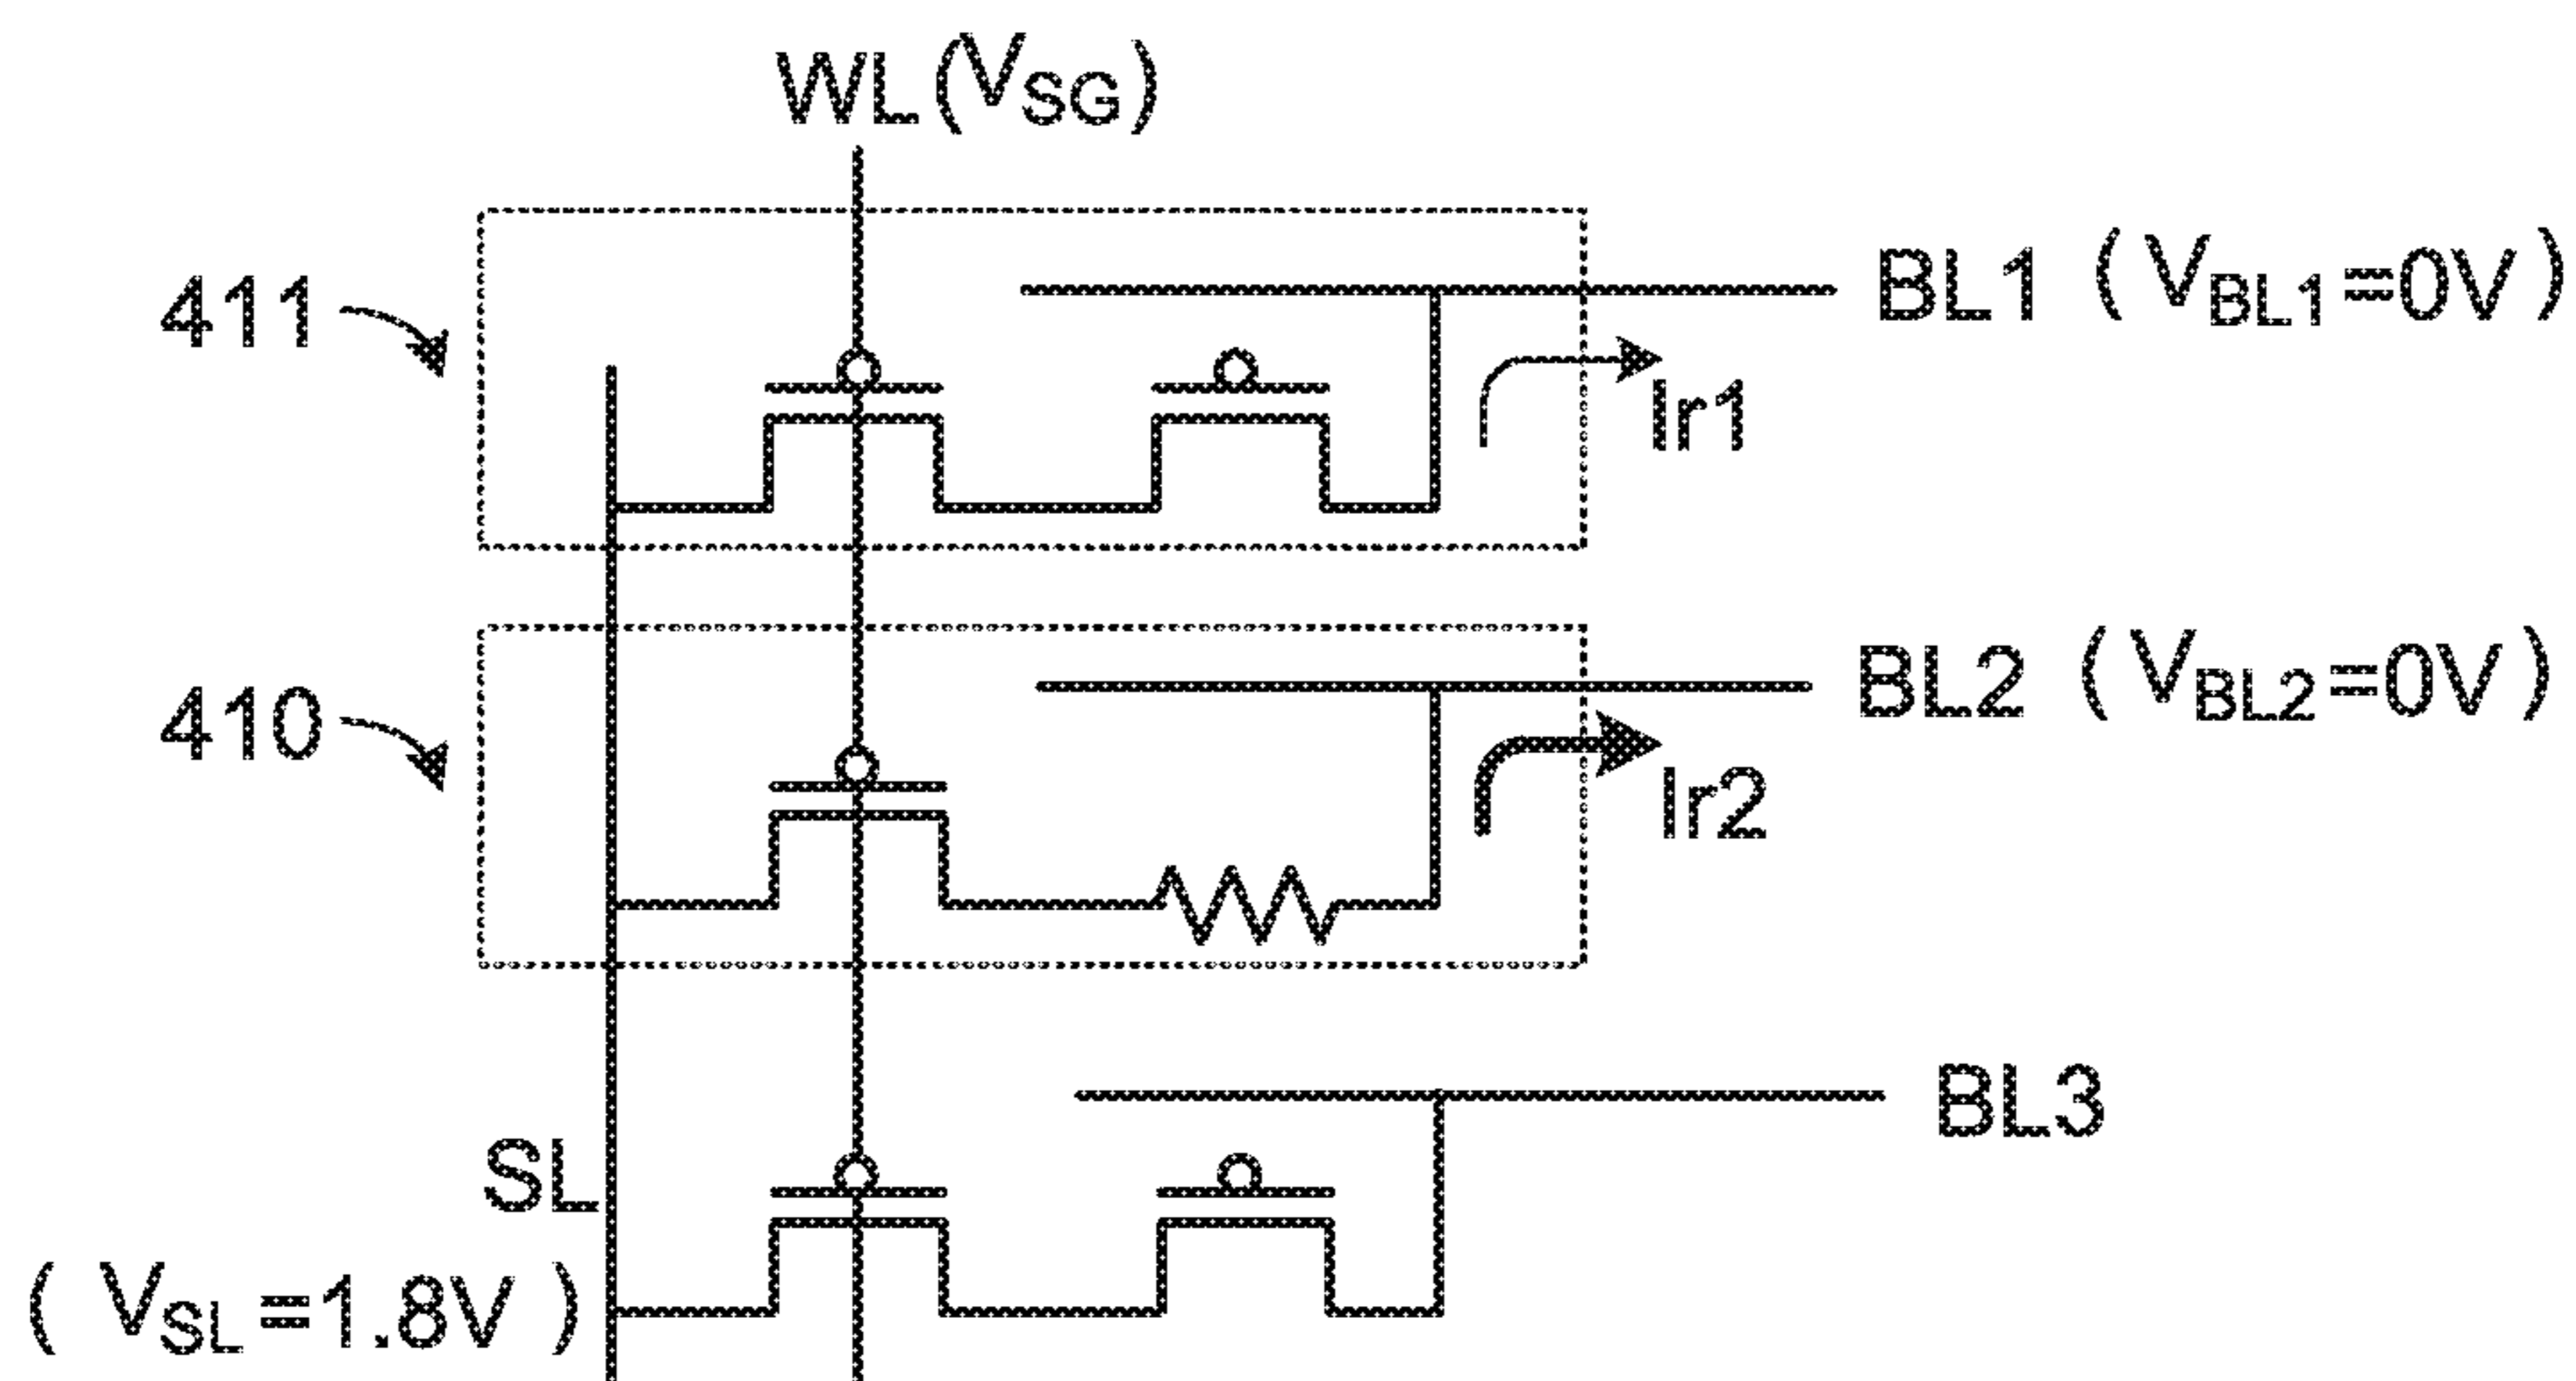 WL (VSG)
411
BL1 (VBL1=0V)
Ir1
410
BL2 (VBL2=0V)
Ir2
BL3
SL
(VSL=1.8V)